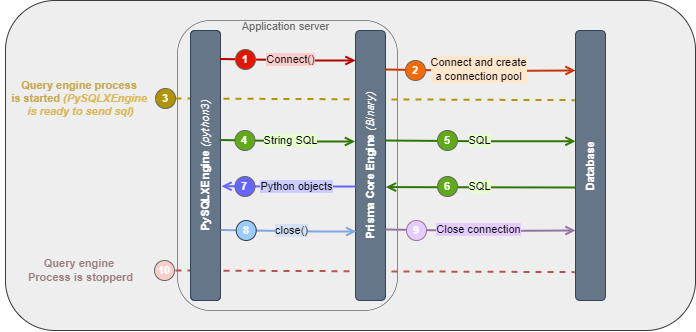 Application server
1
Connect()
2
Connect and create
a connection pool
Query engine process
is started (PySQLXEngine
is ready to send sql)
3
4
String SQL
5
SQL
PySQLXEngine (python3)
Prisma Core Engine (Binary)
Database
7
Python objects
6
SQL
8
close()
9
Close connection
Query engine
Process is stopperd
10